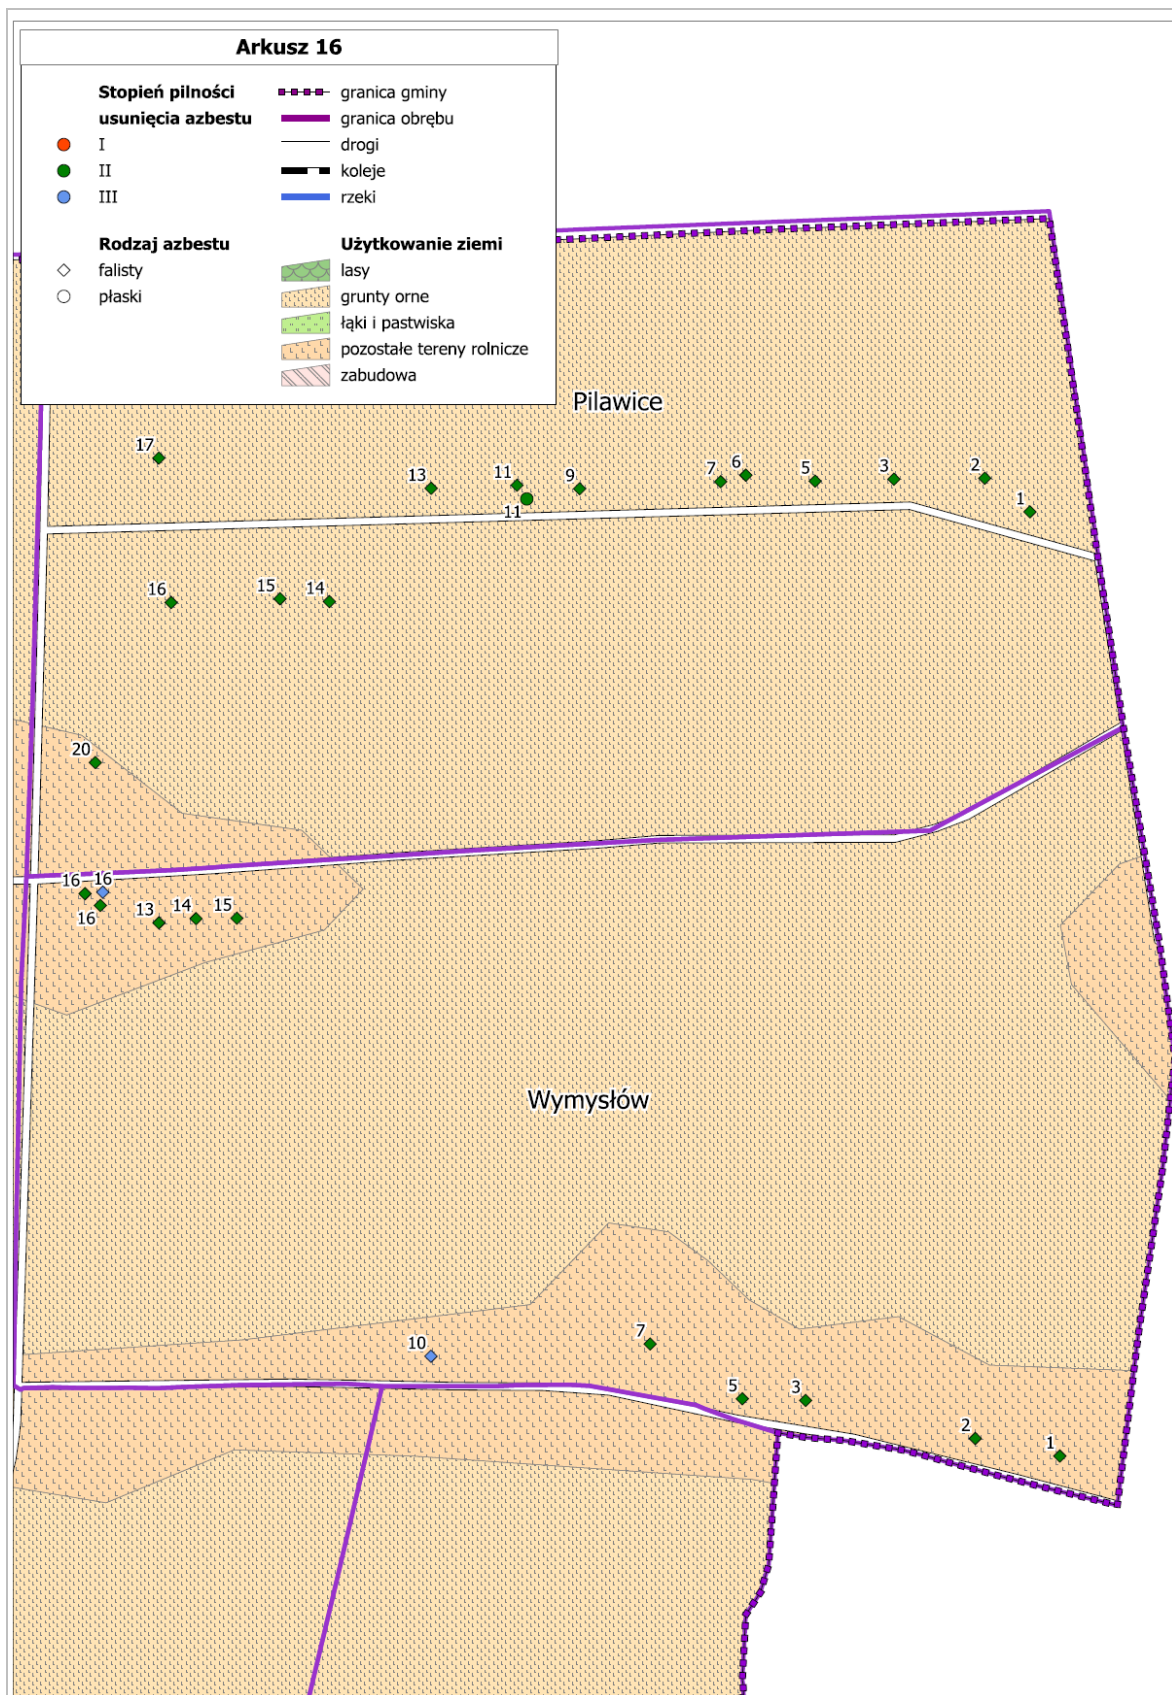 Arkusz 16
Stopień pilności
usunięcia azbestu
I
II
III
Rodzaj azbestu
falisty
płaski
granica gminy
granica obrębu
drogi
koleje
rzeki
Użytkowanie ziemi
lasy
grunty orne
łąki i pastwiska
pozostałe tereny rolnicze
zabudowa
Pilawice
17
13
11
11
9
7
6
5
3
2
1
16
15
14
20
16
16
16
13
14
15
Wymysłów
10
7
5
3
2
1